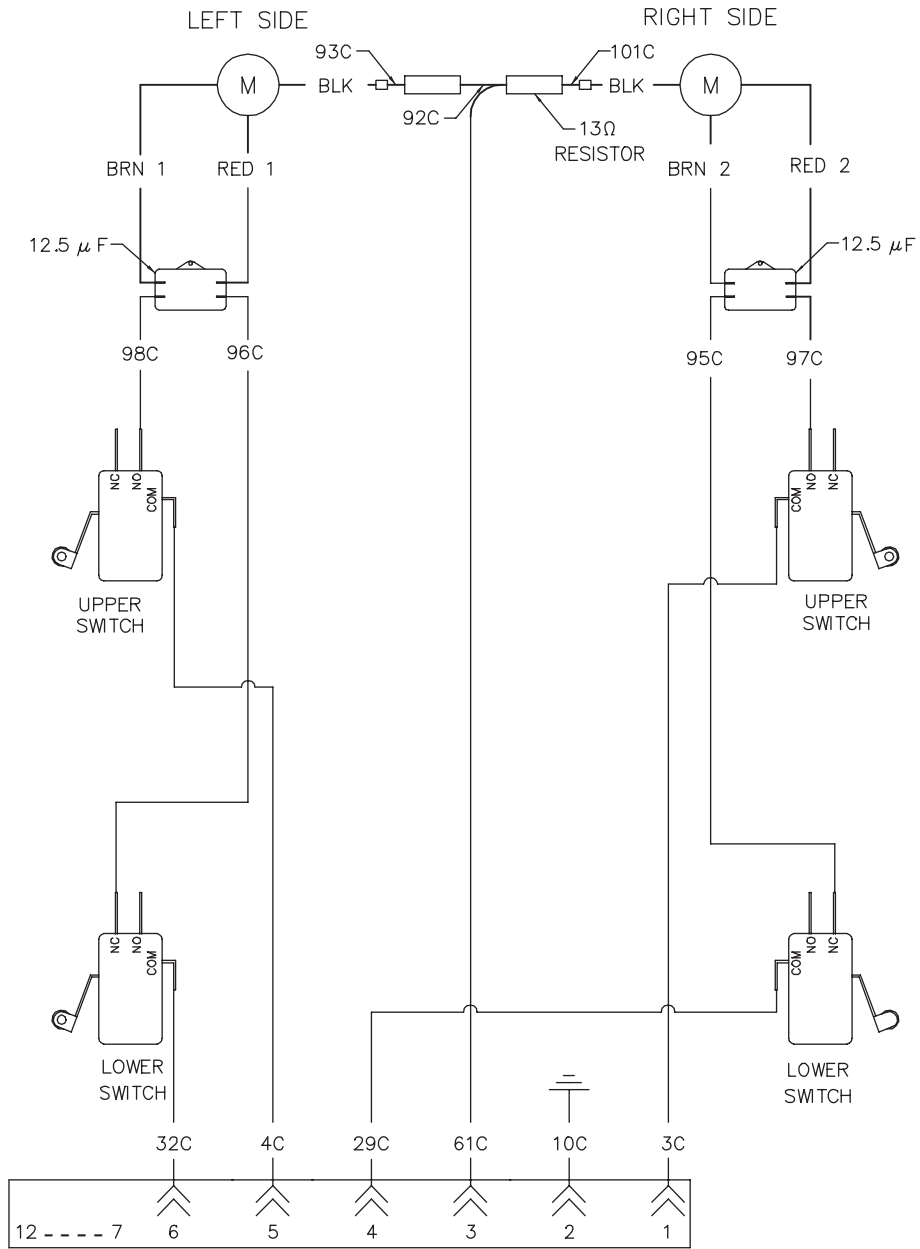 LEFT SIDE
RIGHT SIDE
93C
101C
M
BLK
BLK
M
92C
13Ω
RESISTOR
BRN 1
RED 1
BRN 2
RED 2
12.5 μF
12.5 μF
98C
96C
95C
97C
NC
NO
COM
COM
NO
NC
UPPER
SWITCH
UPPER
SWITCH
NC
NO
COM
COM
NO
NC
LOWER
SWITCH
LOWER
SWITCH
32C
4C
29C
61C
10C
3C
12 ---- 7
6
5
4
3
2
1